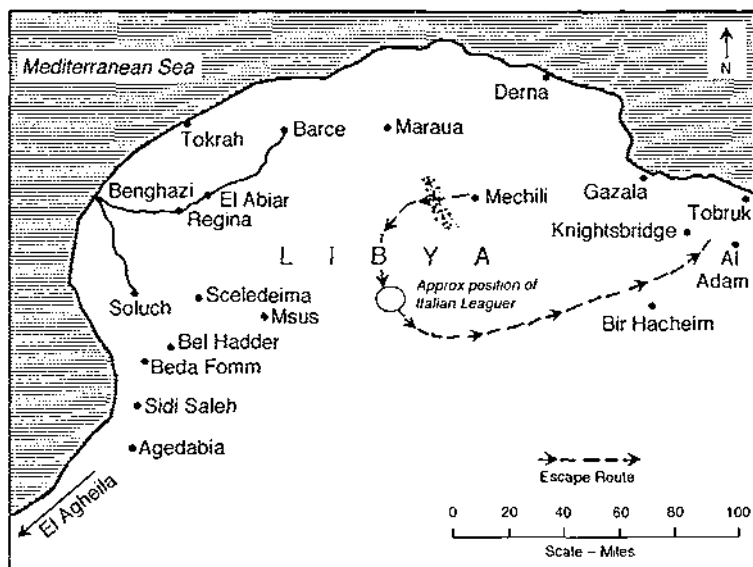 Mediterranean Sea
N
Derna
Tokrah
Barce
Maraua
Benghazi
El Abiar
Regina
Mechili
Gazala
Tobruk
Knightsbridge
LIBYA
Al
Adam
Approx position of
Italian Leaguer
Soluch
Sceledeima
Msus
Bir Hacheim
Bel Hadder
Beda Fomm
Sidi Saleh
Agedabia
El Agheila
Escape Route
0 20 40 60 80 100
Scale – Miles